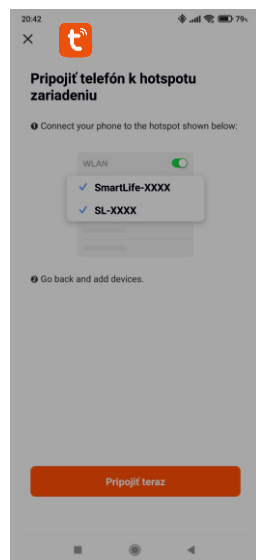 20:42
79%
Pripojiť telefón k hotspotu
zariadeniu
❶ Connect your phone to the hotspot shown below:
WLAN
SmartLife-XXXX
SL-XXXX
❷ Go back and add devices.
Pripojiť teraz